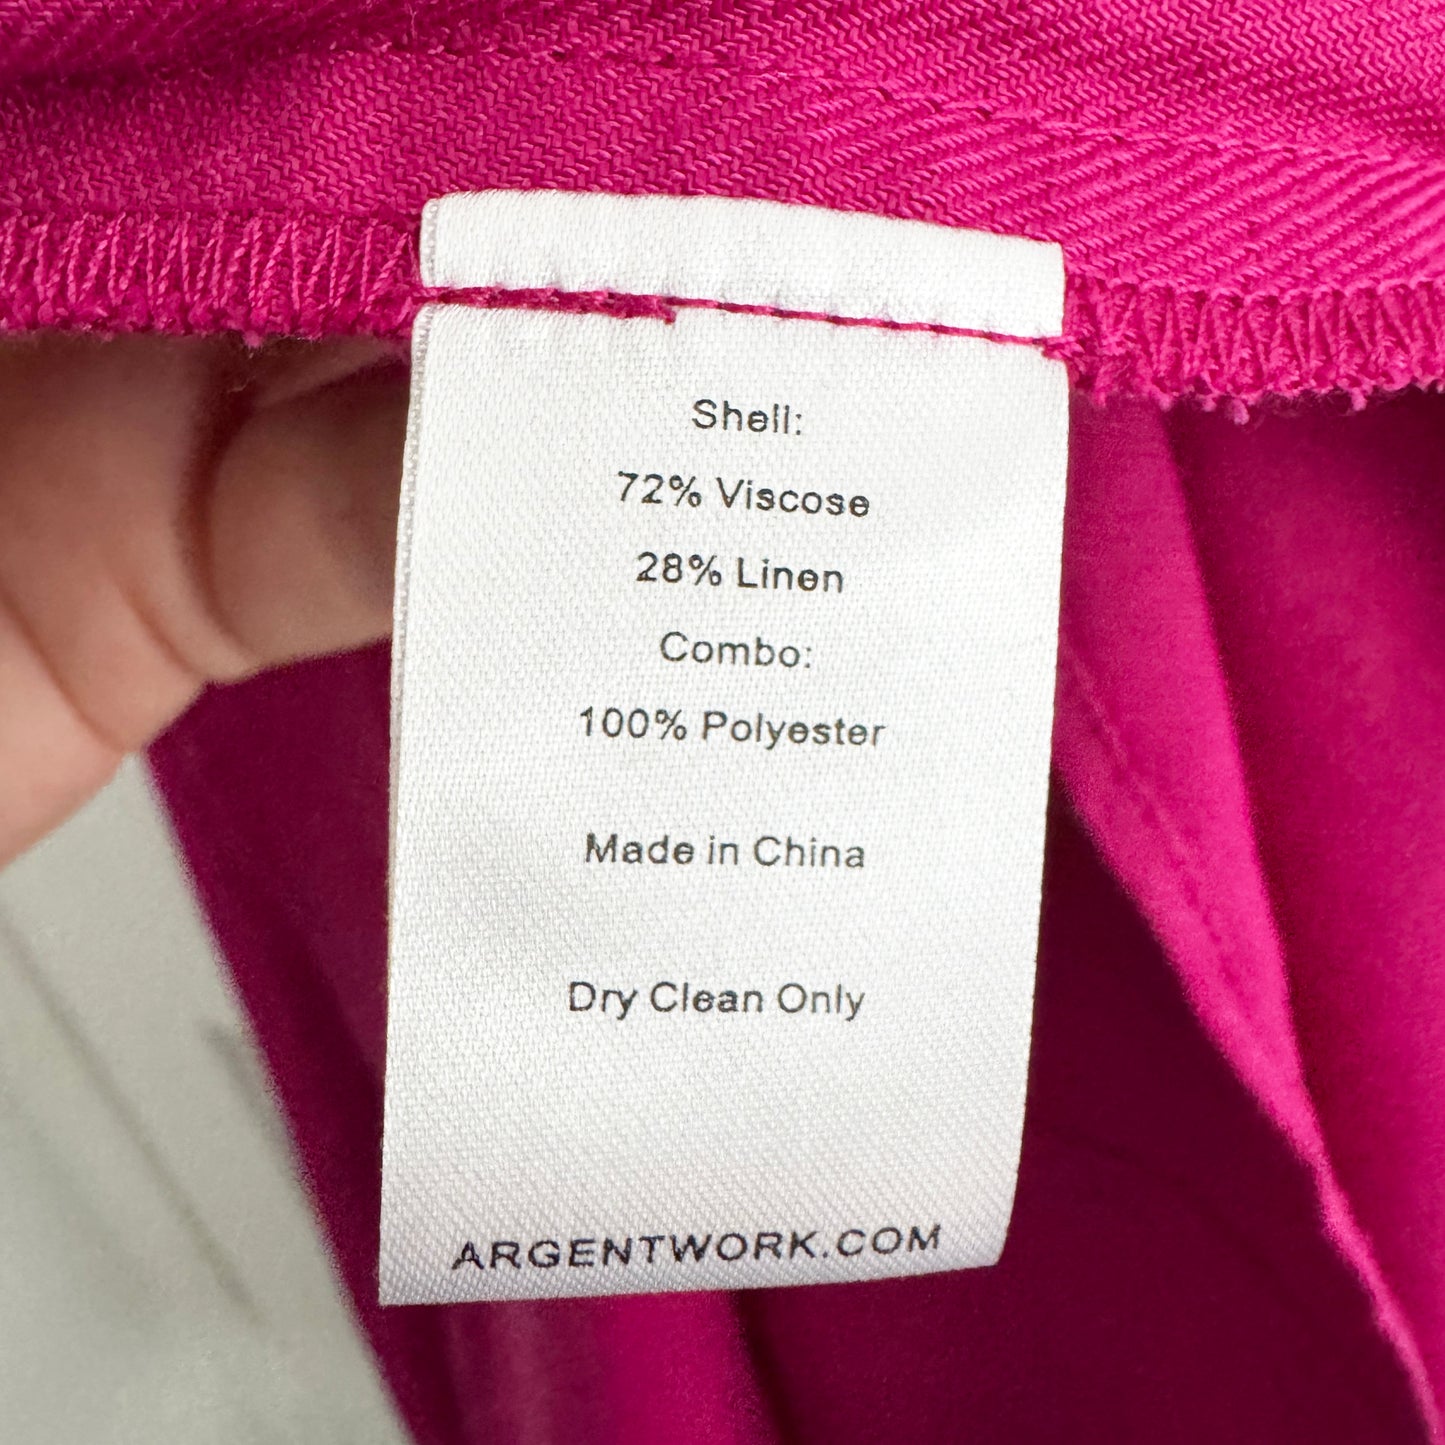 Shell:
72% Viscose
28% Linen
Combo:
100% Polyester
Made in China
Dry Clean Only
ARGENTWORK.COM